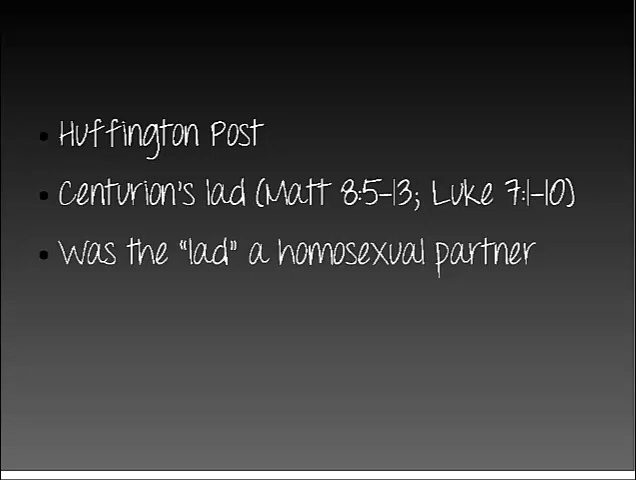 • Huffington Post
• Centurion's lad (Matt 8:5-13; Luke 7:1-10)
• Was the "lad" a homosexual partner